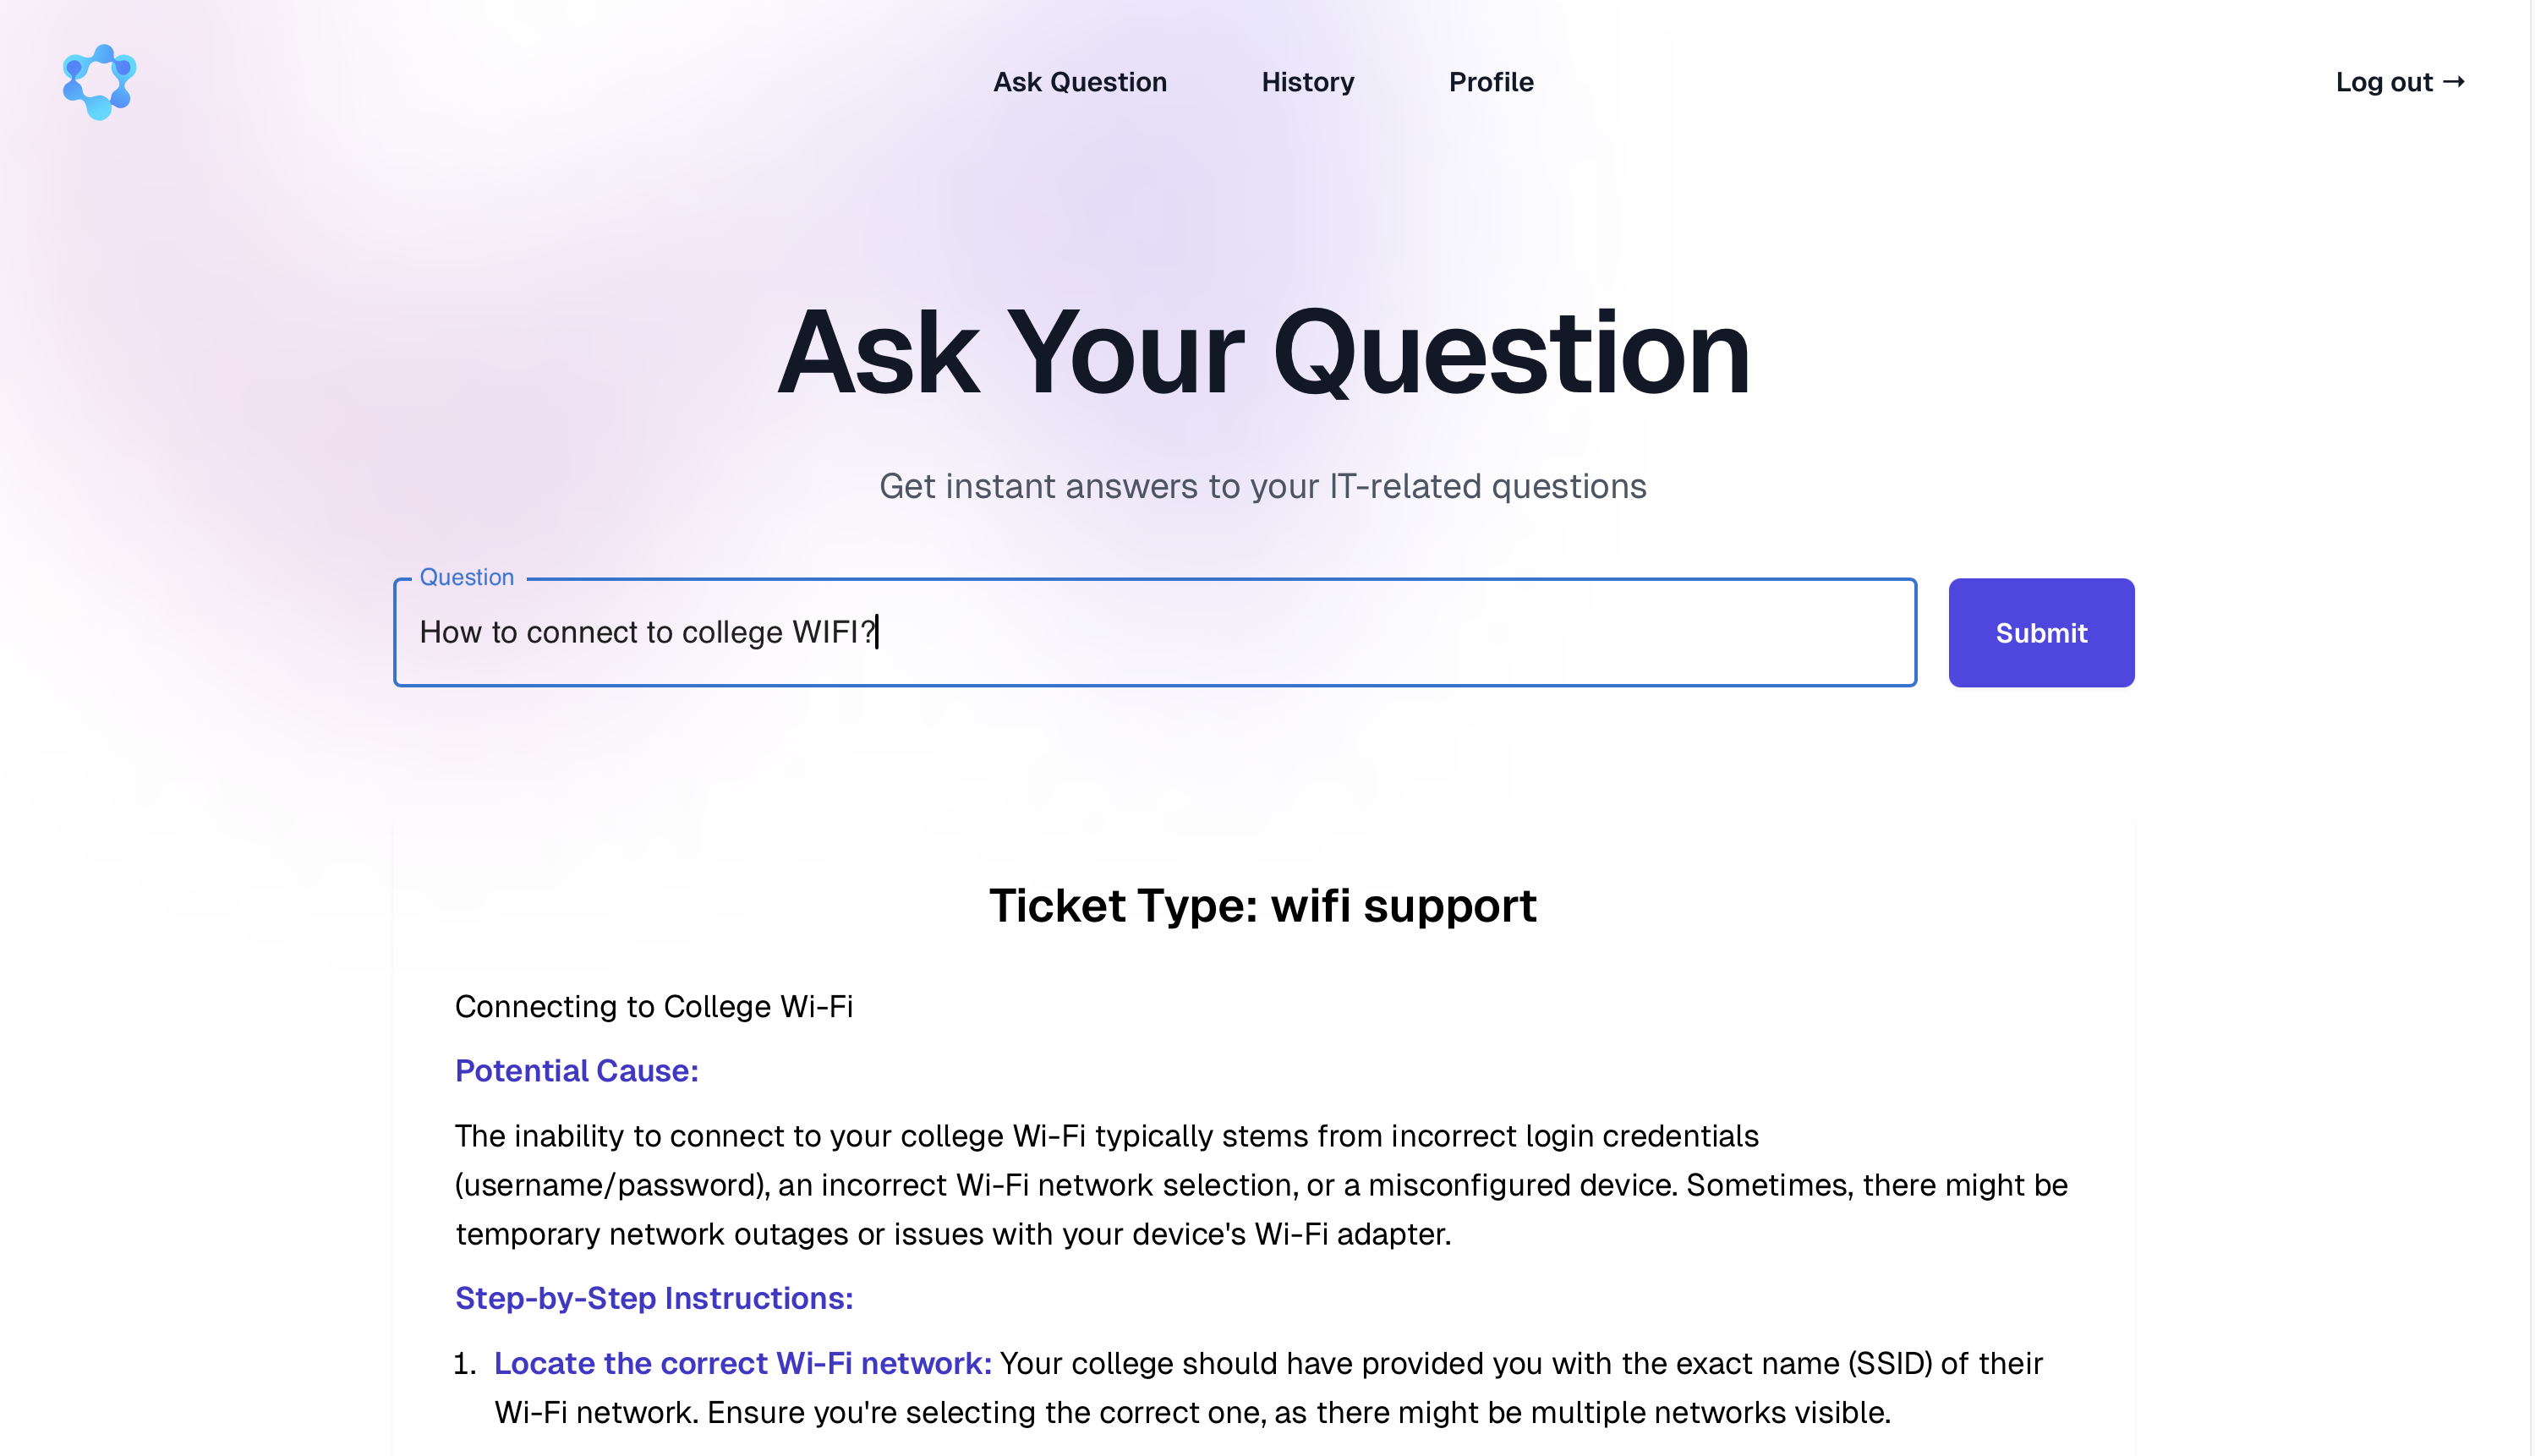 Ask Question History Profile Log out →
Ask Your Question
Get instant answers to your IT-related questions
Question
How to connect to college WIFI?
Submit
Ticket Type: wifi support
Connecting to College Wi-Fi
Potential Cause:
The inability to connect to your college Wi-Fi typically stems from incorrect login credentials
(username/password), an incorrect Wi-Fi network selection, or a misconfigured device. Sometimes, there might be
temporary network outages or issues with your device's Wi-Fi adapter.
Step-by-Step Instructions:
1. Locate the correct Wi-Fi network: Your college should have provided you with the exact name (SSID) of their
Wi-Fi network. Ensure you're selecting the correct one, as there might be multiple networks visible.